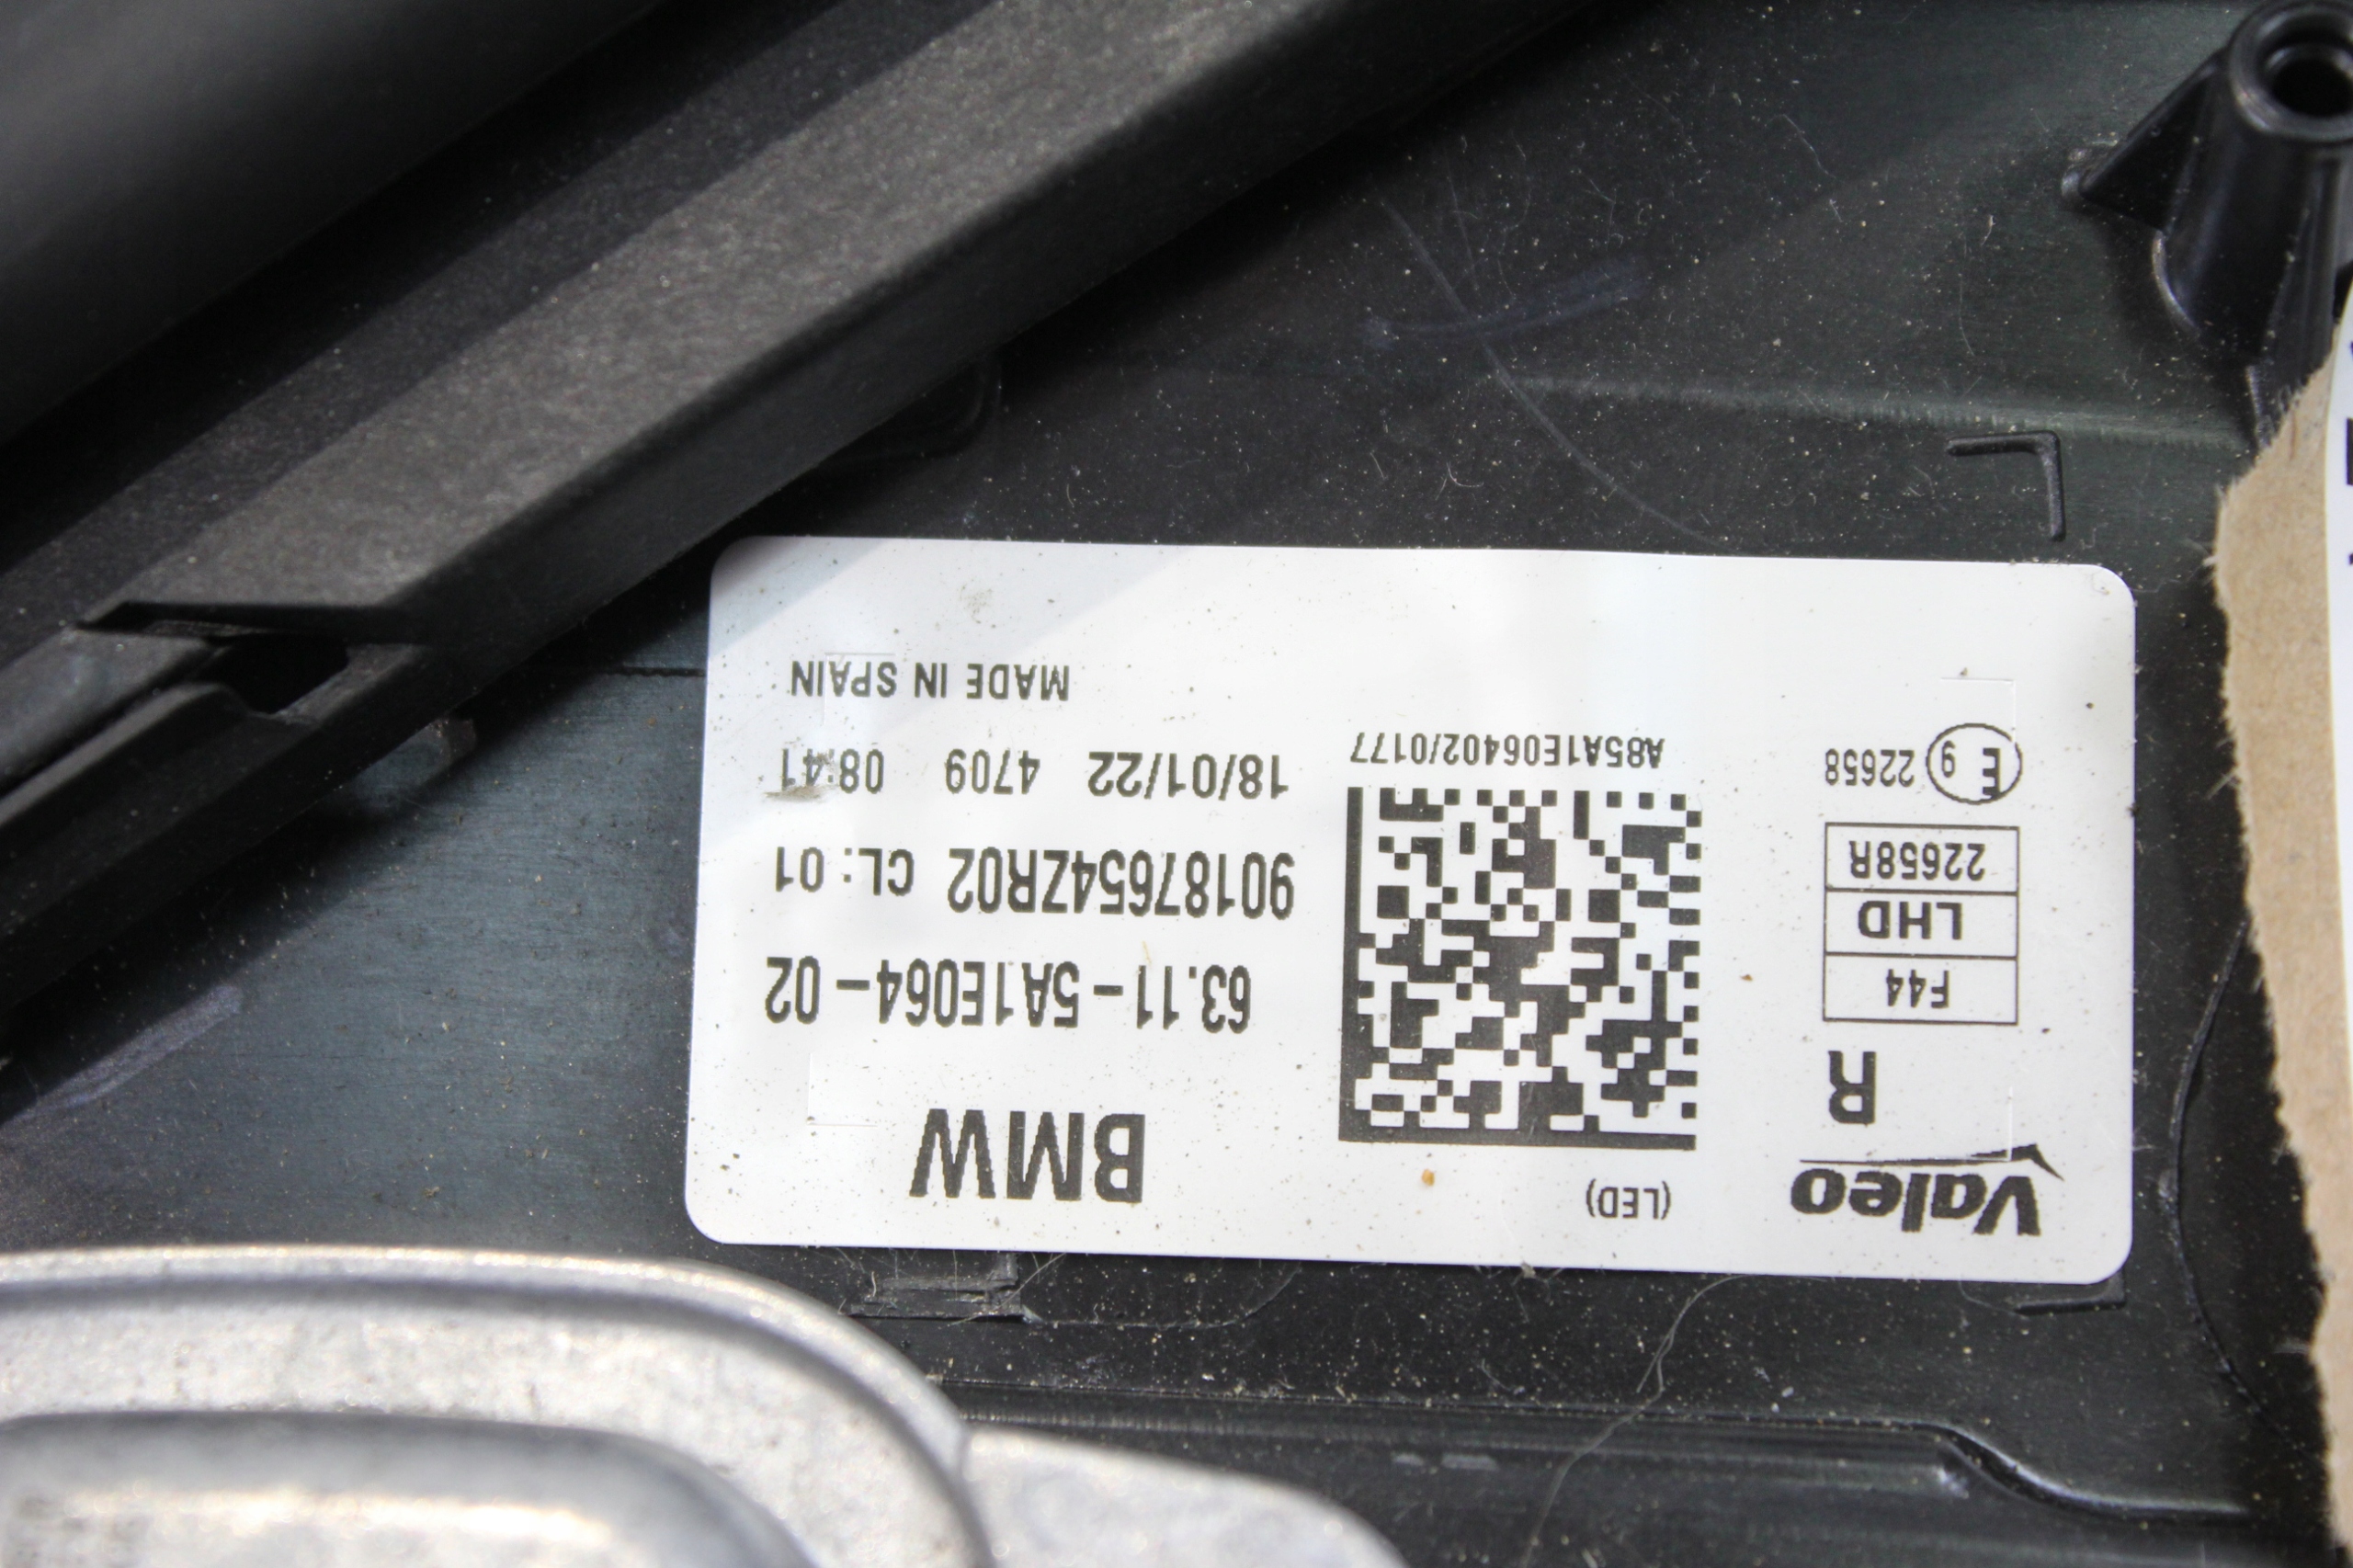 Valeo
R
F44
LHD
22658R
E9 22658
(LED)
A85A1E06402/0177
BMW
63.11-5A1E064-02
90187654ZR02 CL:01
18/01/22 4709 08:41
MADE IN SPAIN